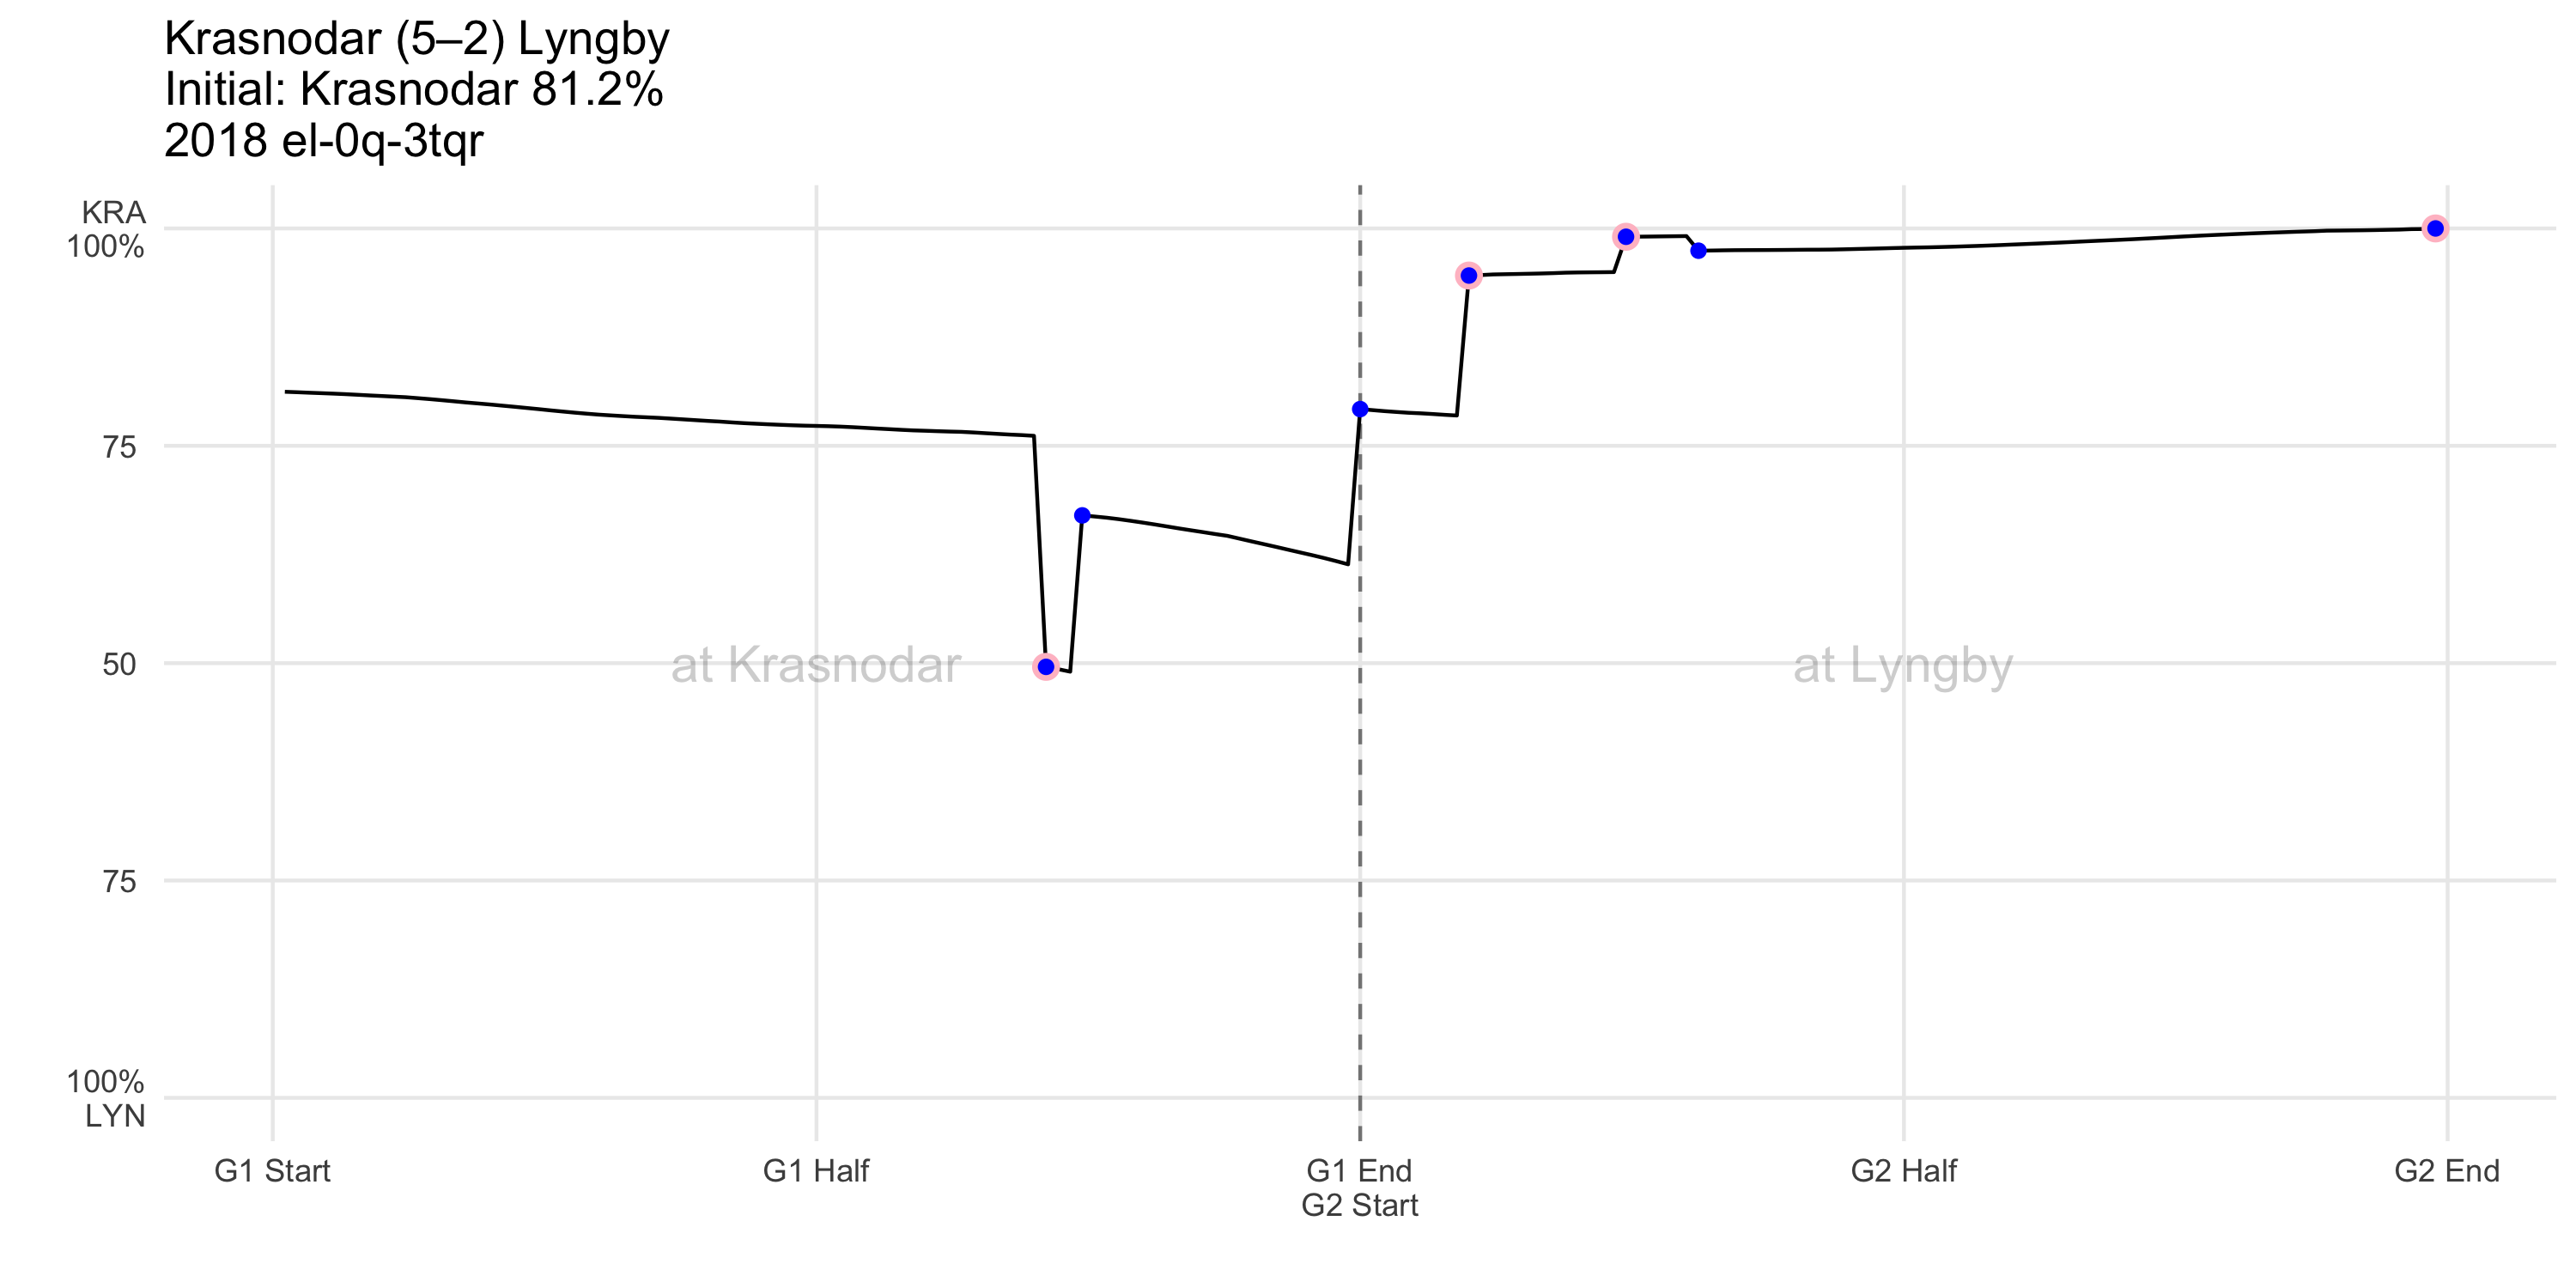 Krasnodar (5–2) Lyngby
Initial: Krasnodar 81.2%
2018 el-0q-3tqr
KRA
100%
75
50
75
100%
LYN
at Krasnodar
at Lyngby
G1 Start
G1 Half
G1 End
G2 Start
G2 Half
G2 End